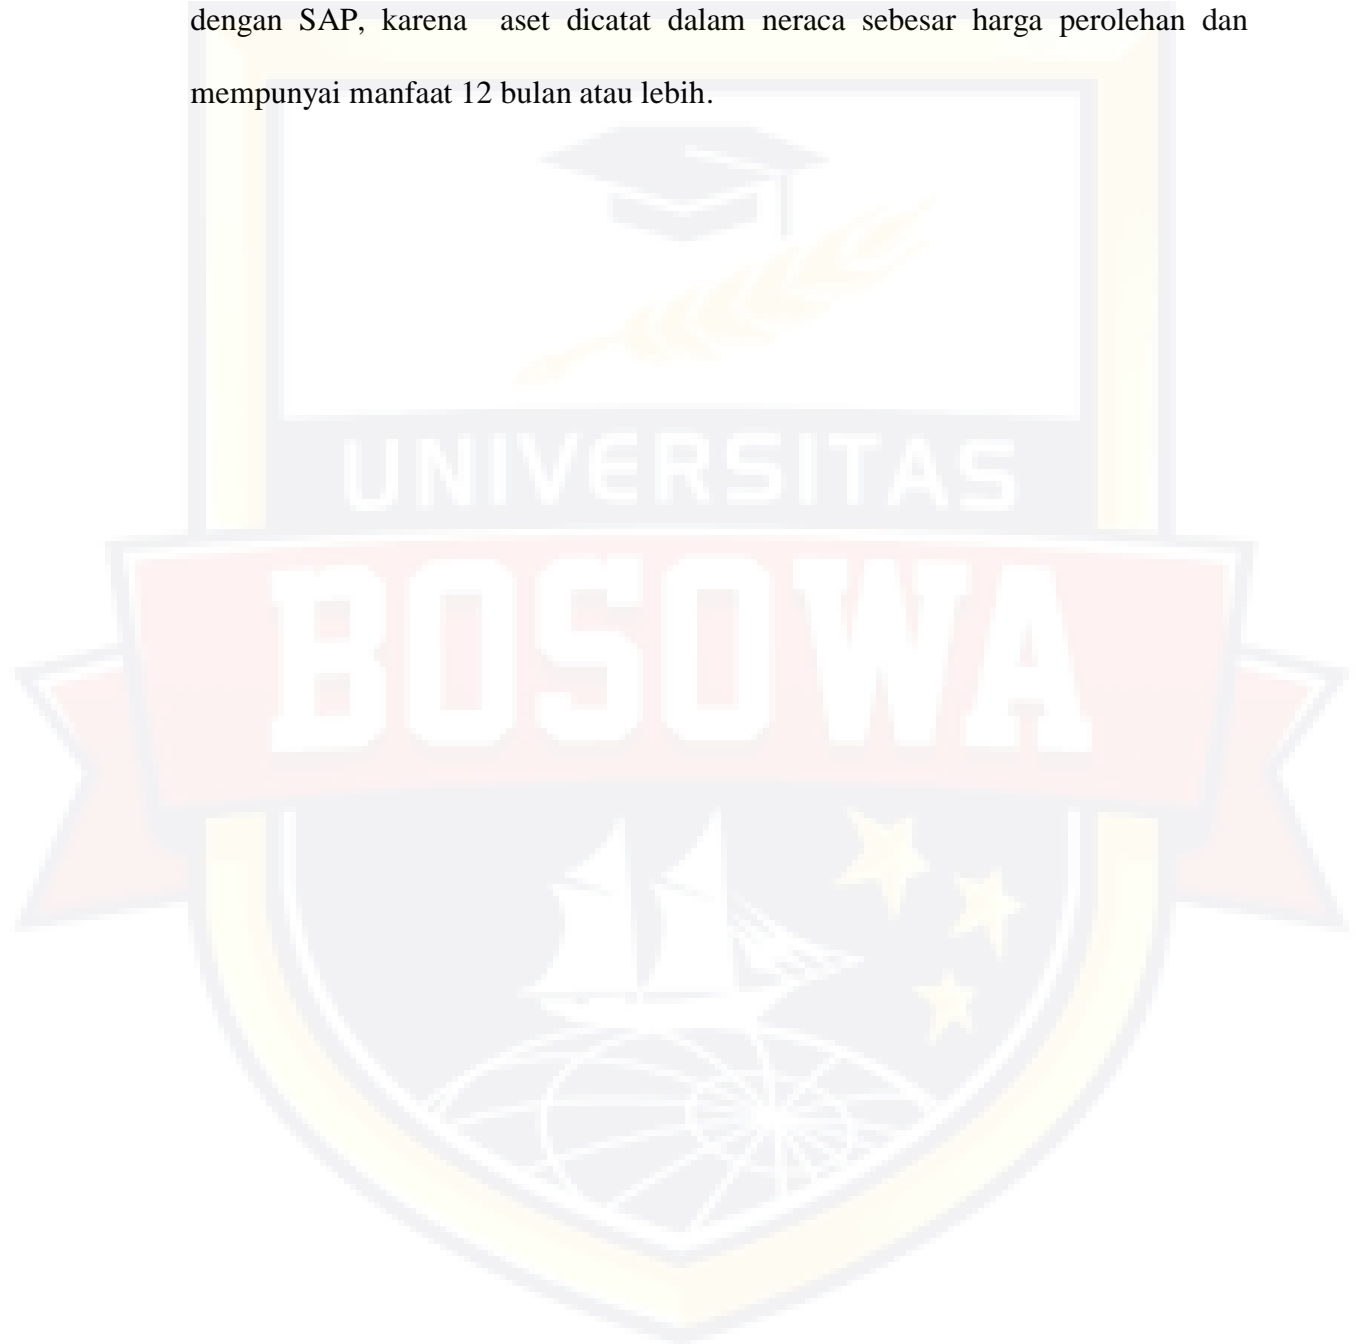 dengan SAP, karena aset dicatat dalam neraca sebesar harga perolehan dan
mempunyai manfaat 12 bulan atau lebih.
UNIVERSITAS
BOSOWA